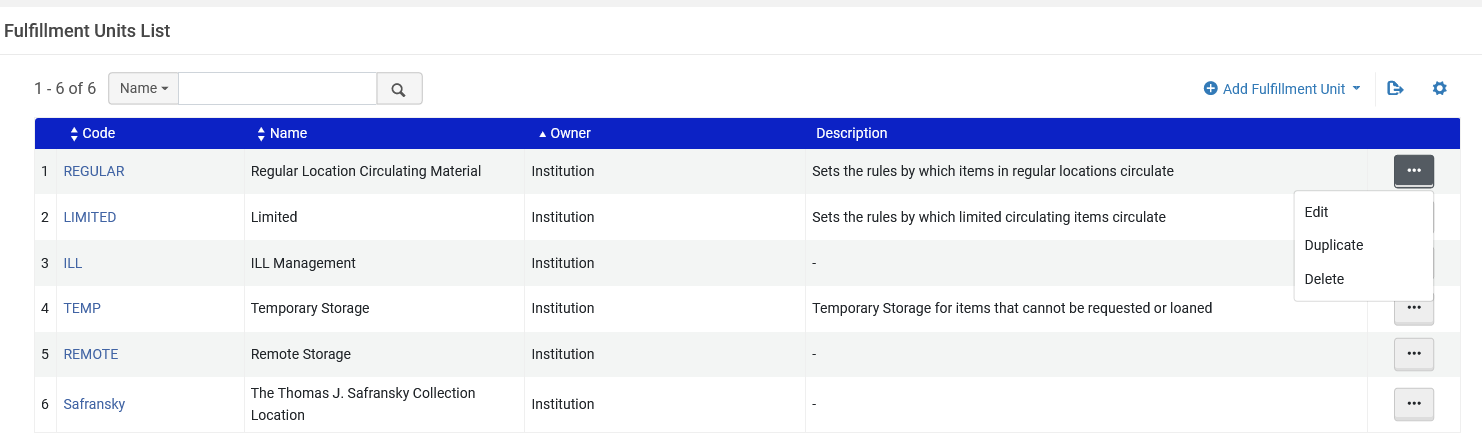 Fulfillment Units List
1 - 6 of 6 Name Add Fulfillment Unit
Code Name Owner Description
1 REGULAR Regular Location Circulating Material Institution Sets the rules by which items in regular locations circulate
Edit
2 LIMITED Limited Institution Sets the rules by which limited circulating items circulate
Duplicate
3 ILL ILL Management Institution -
Delete
4 TEMP Temporary Storage Institution Temporary Storage for items that cannot be requested or loaned
5 REMOTE Remote Storage Institution -
6 Safransky The Thomas J. Safransky Collection
Location Institution -